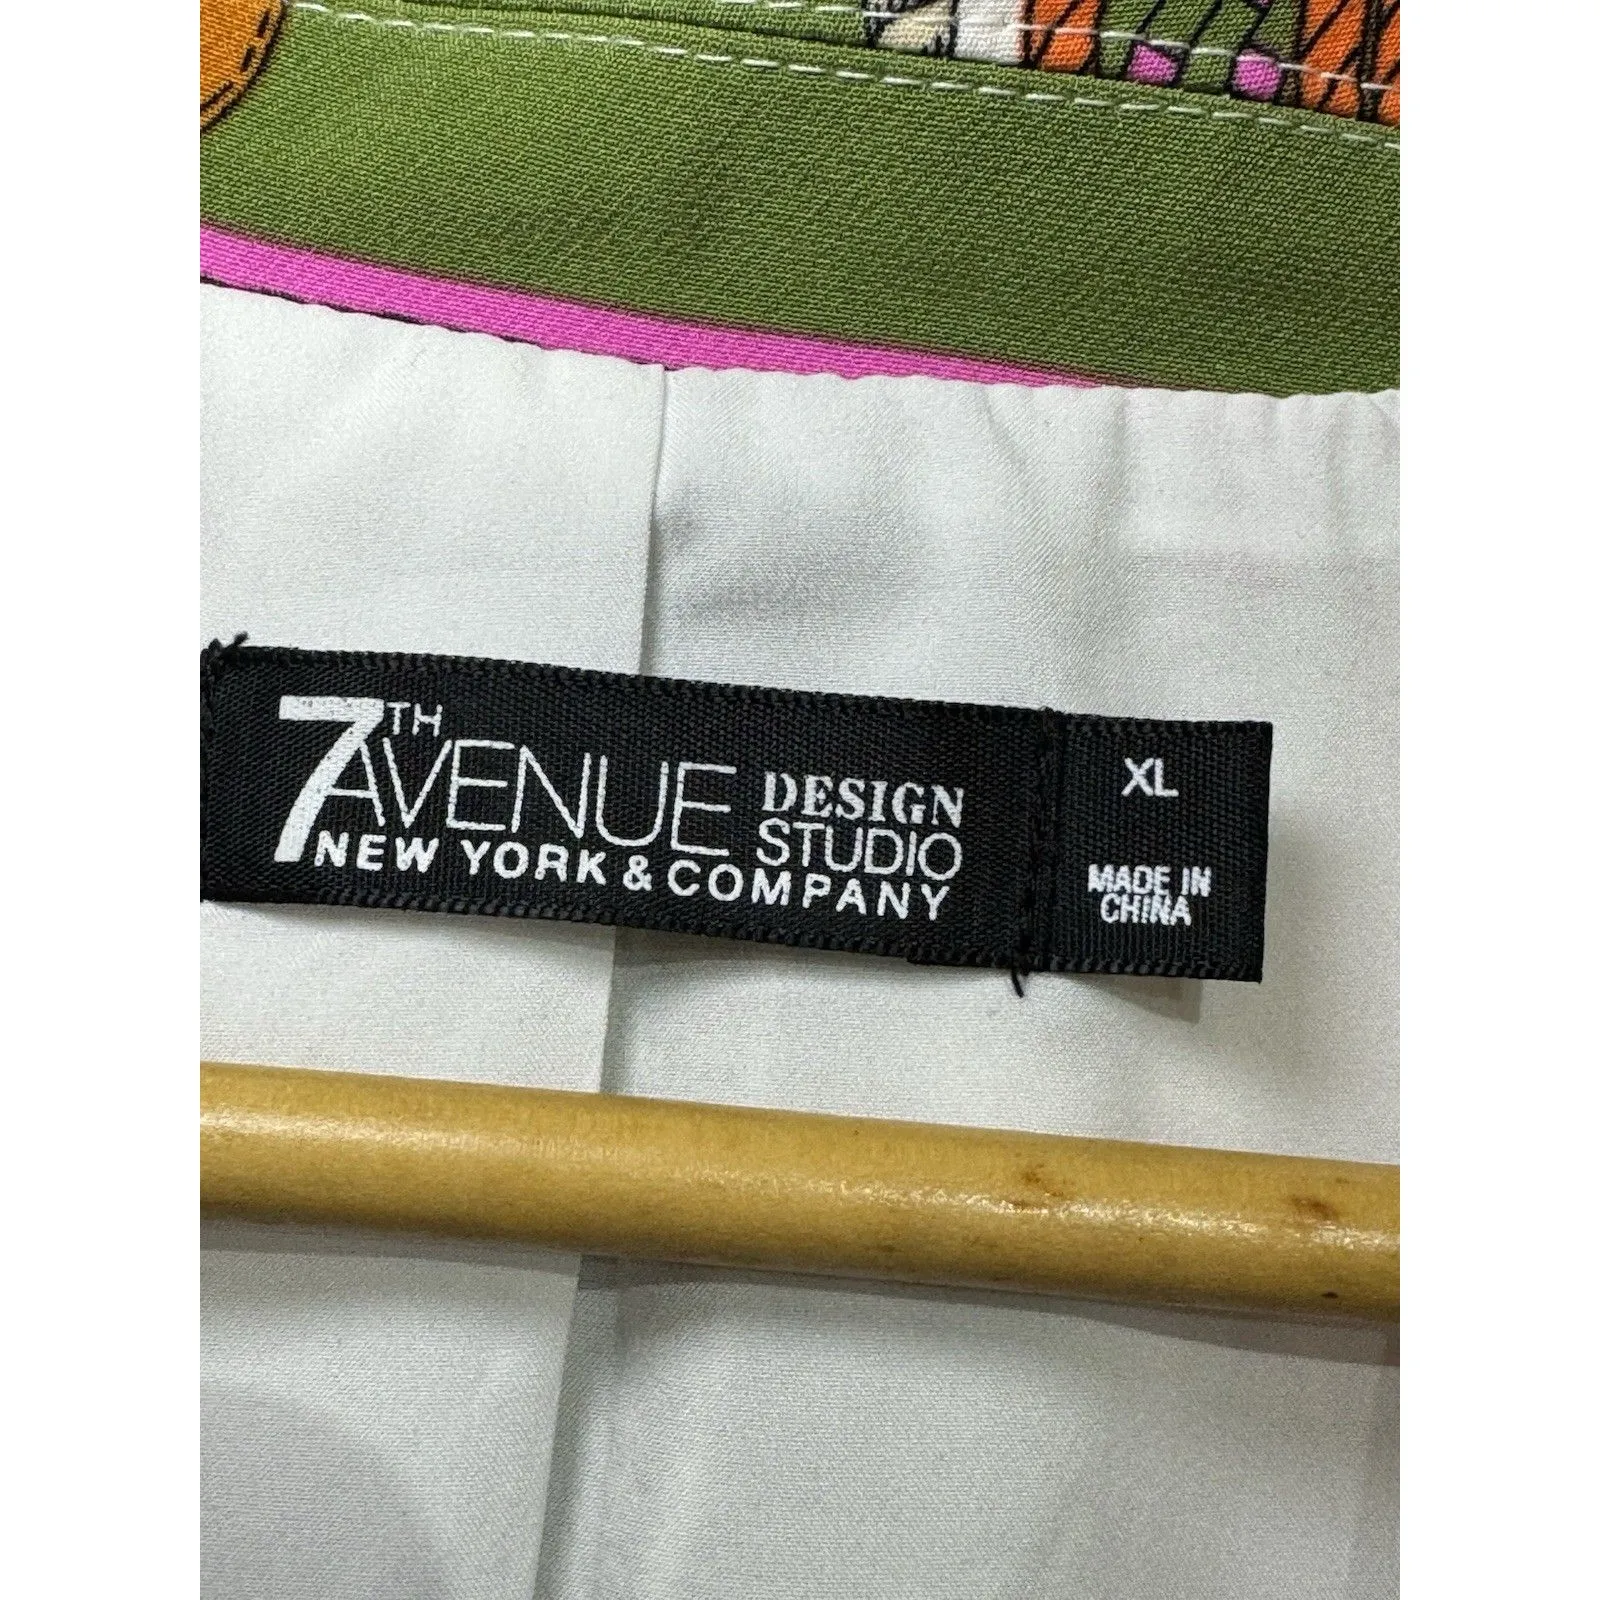 7TH AVENUE DESIGN STUDIO
NEW YORK & COMPANY
XL
MADE IN
CHINA